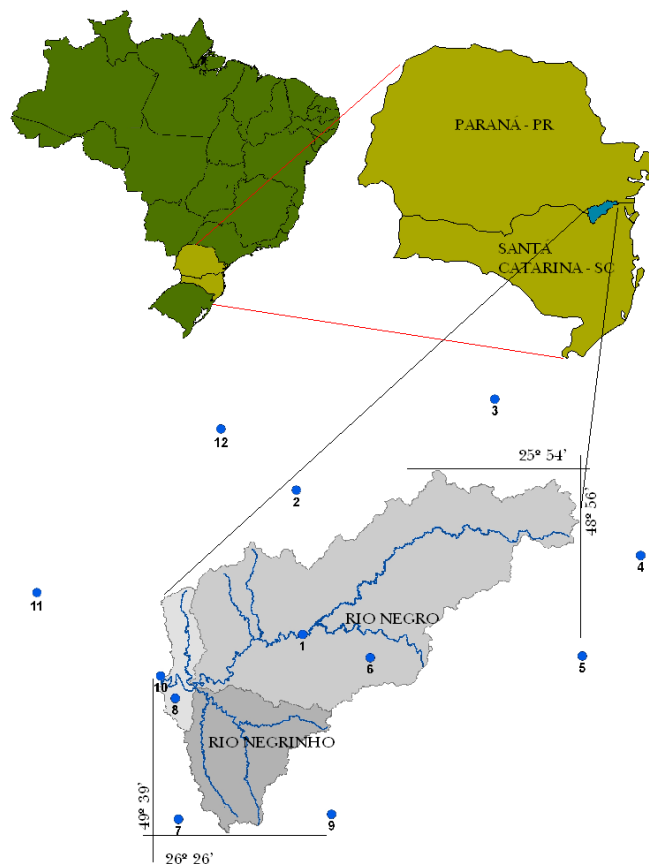 PARANÁ - PR
SANTA
CATARINA - SC
3
12
25º 54'
2
48º 56'
4
11
RIO NEGRO
1
6
5
10
8
RIO NEGRINHO
49º 39'
7
9
26º 26'